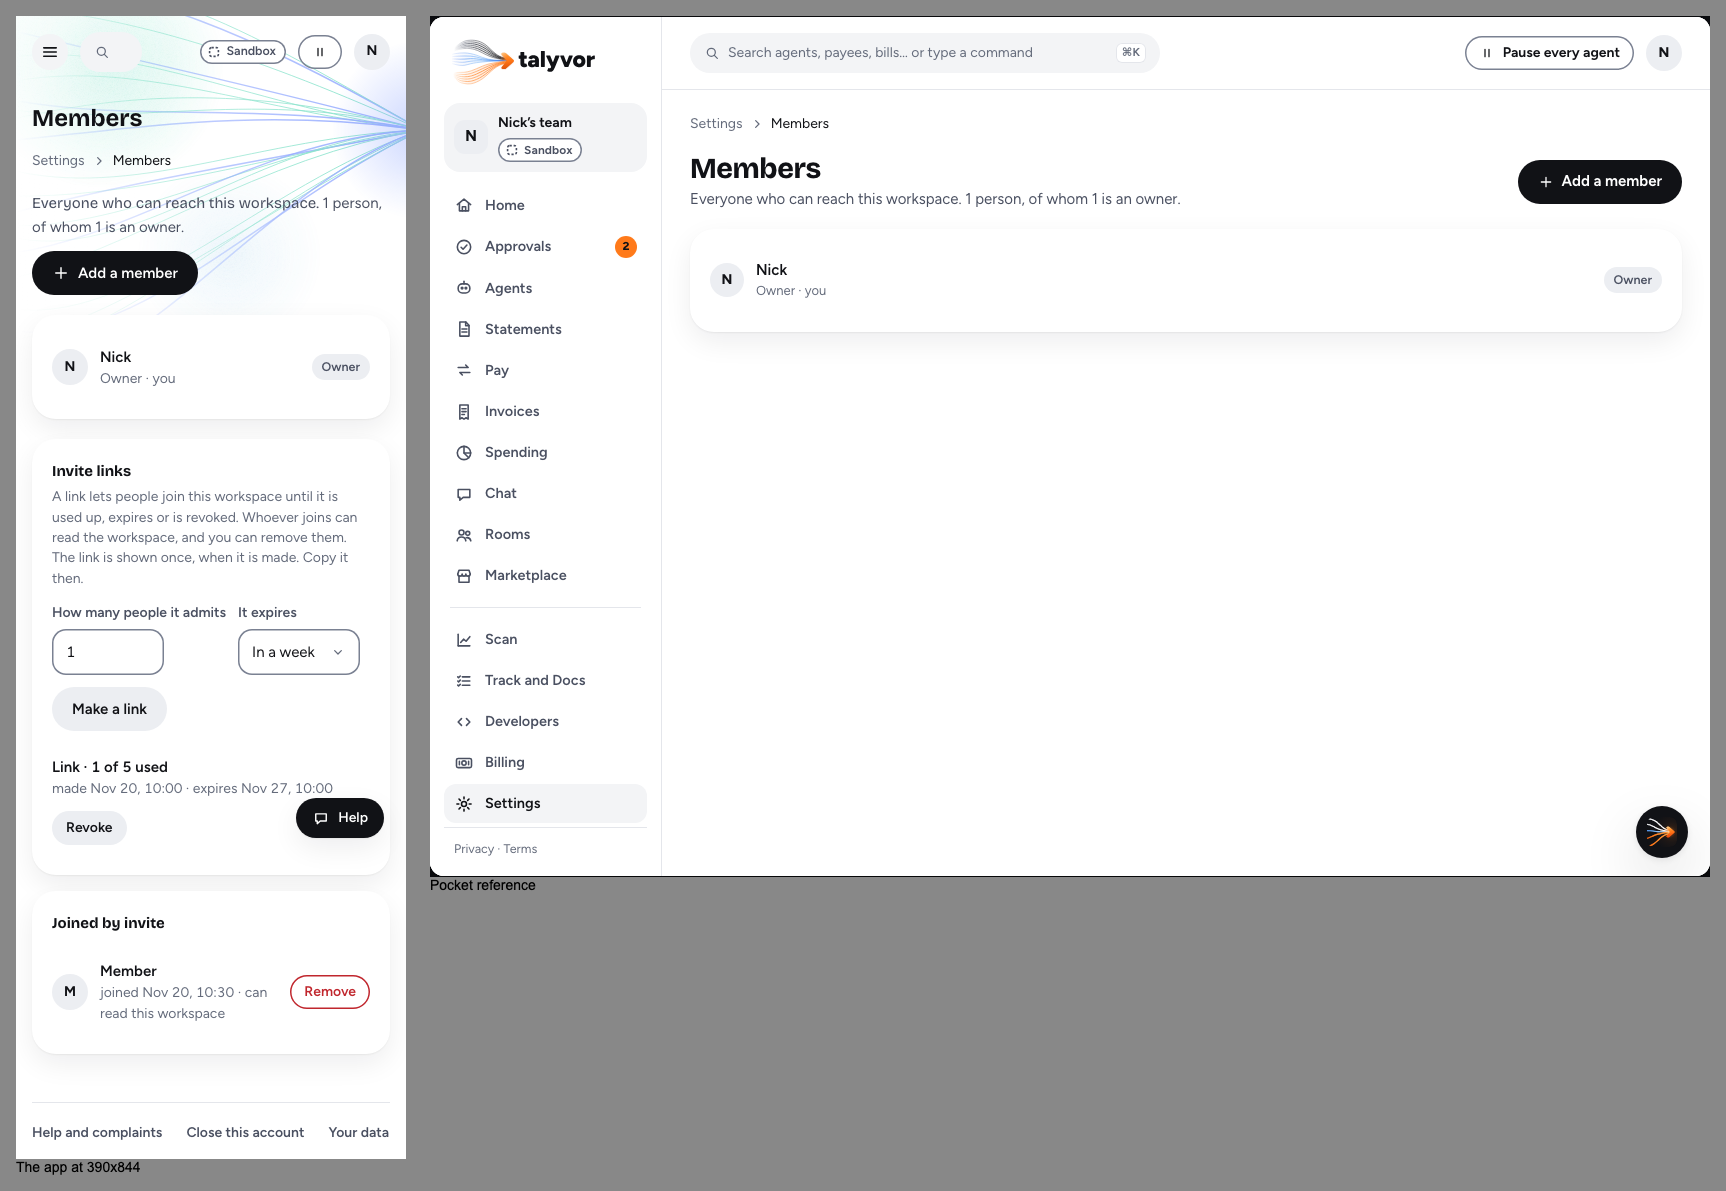 Sandbox
N
Members
Settings > Members
Everyone who can reach this workspace. 1 person,
of whom 1 is an owner.
+ Add a member
N
Nick
Owner · you
Owner
Invite links
A link lets people join this workspace until it is
used up, expires or is revoked. Whoever joins can
read the workspace, and you can remove them.
The link is shown once, when it is made. Copy it
then.
How many people it admits
It expires
1
In a week
Make a link
Link · 1 of 5 used
made Nov 20, 10:00 · expires Nov 27, 10:00
Revoke
Help
Joined by invite
M
Member
joined Nov 20, 10:30 · can
read this workspace
Remove
Help and complaints
Close this account
Your data
The app at 390x844
talyvor
N
Nick's team
Sandbox
Home
Approvals
2
Agents
Statements
Pay
Invoices
Spending
Chat
Rooms
Marketplace
Scan
Track and Docs
Developers
Billing
Settings
Privacy · Terms
Search agents, payees, bills... or type a command
⌘K
Pause every agent
N
Settings > Members
Members
Everyone who can reach this workspace. 1 person, of whom 1 is an owner.
+ Add a member
N
Nick
Owner · you
Owner
Pocket reference